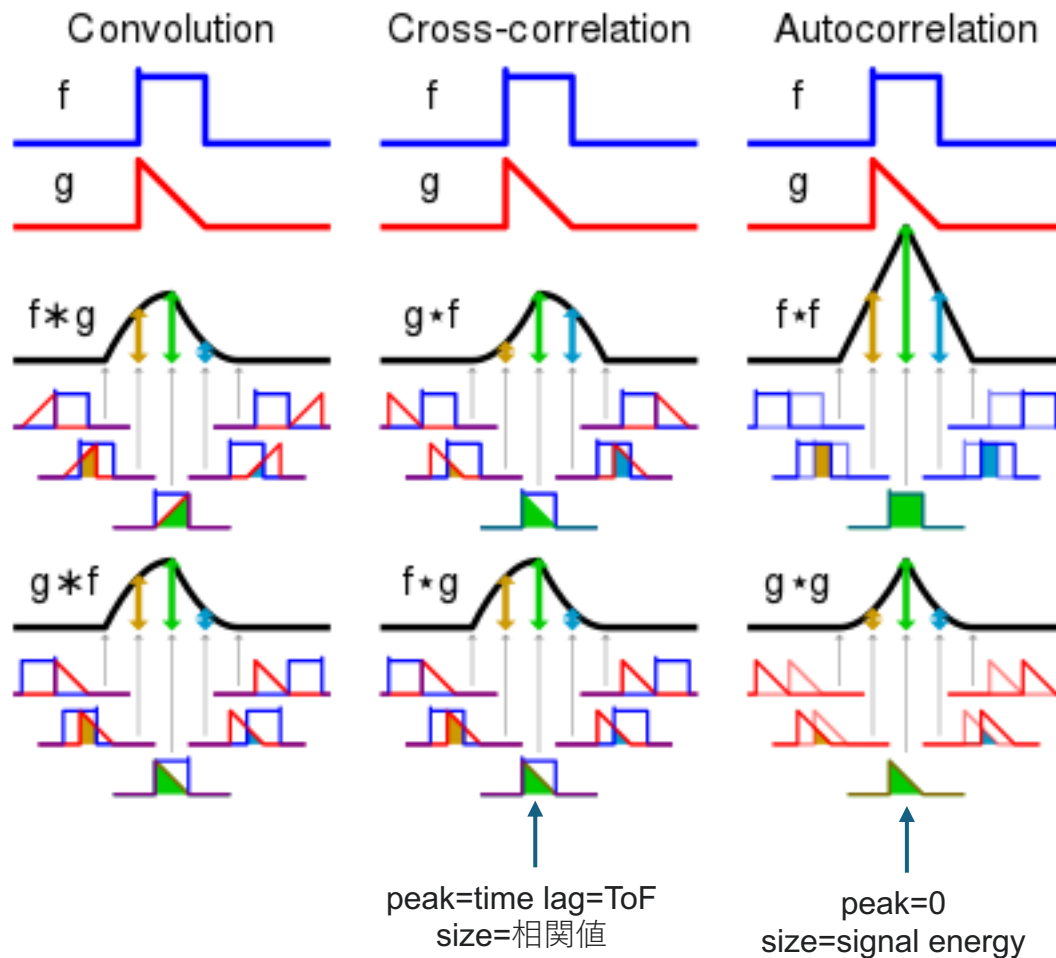 Convolution
Cross-correlation
Autocorrelation
f
f
f
g
g
g
f∗g
g⋆f
f⋆f
g∗f
f⋆g
g⋆g
peak=time lag=ToF
size=相関値
peak=0
size=signal energy